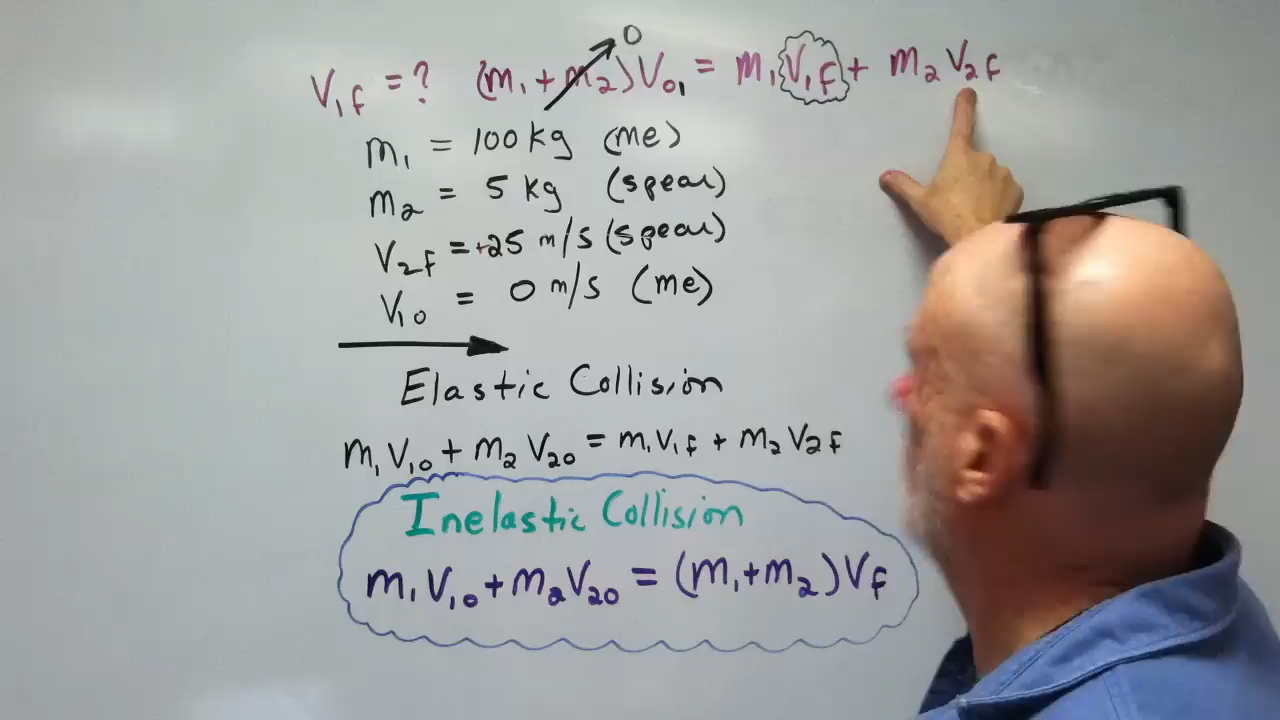 V₁f = ? (m₁ + m₂)V₀₁ = m₁V₁f + m₂V₂f
0
m₁ = 100 kg (me)
m₂ = 5 kg (spear)
V₂f = +25 m/s (spear)
V₁₀ = 0 m/s (me)
Elastic Collision
m₁V₁₀ + m₂V₂₀ = m₁V₁f + m₂V₂f
Inelastic Collision
m₁V₁₀ + m₂V₂₀ = (m₁+m₂)Vf